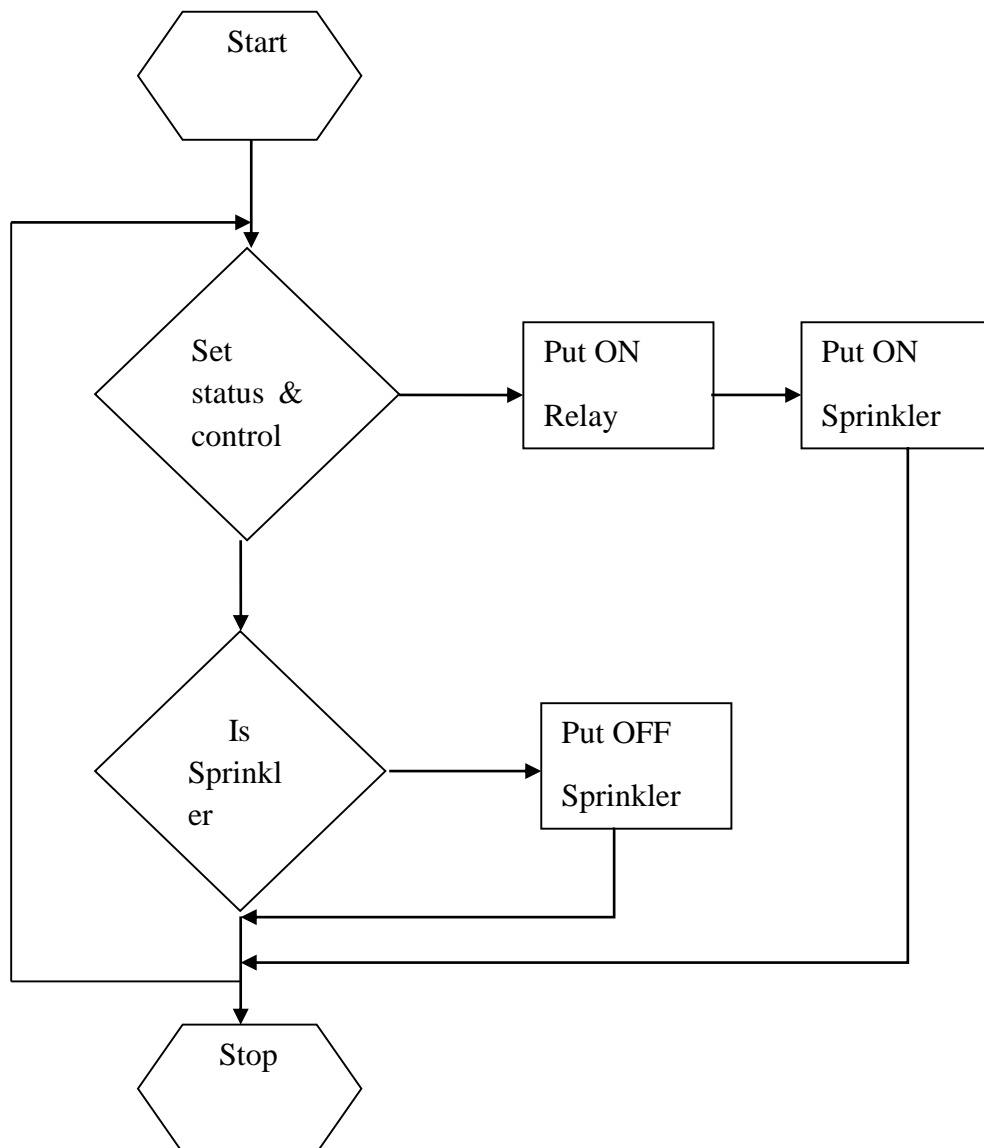 Start
Set
status & 
control
Put ON
Relay
Put ON
Sprinkler
Is
Sprinkl
er
Put OFF
Sprinkler
Stop